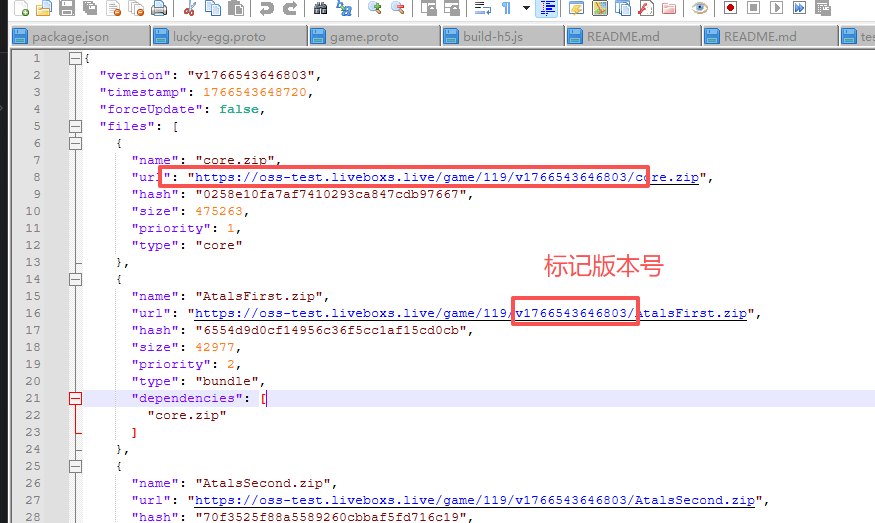 package.json lucky-egg.proto game.proto build-h5.js README.md README.md tes
1 {
2 "version": "v1766543646803",
3 "timestamp": 1766543648720,
4 "forceUpdate": false,
5 "files": [
6 {
7 "name": "core.zip",
8 "url": "https://oss-test.liveboxs.live/game/119/v1766543646803/core.zip",
9 "hash": "0258e10fa7af7410293ca847cdb97667",
10 "size": 475263,
11 "priority": 1,
12 "type": "core"
13 },
标记版本号
14 {
15 "name": "AtalsFirst.zip",
16 "url": "https://oss-test.liveboxs.live/game/119/v1766543646803/AtalsFirst.zip",
17 "hash": "6554d9d0cf14956c36f5cc1af15cd0cb",
18 "size": 42977,
19 "priority": 2,
20 "type": "bundle",
21 "dependencies": [
22 "core.zip"
23 ]
24 },
25 {
26 "name": "AtalsSecond.zip",
27 "url": "https://oss-test.liveboxs.live/game/119/v1766543646803/AtalsSecond.zip",
28 "hash": "70f3525f88a5589260cbbaf5fd716c19",